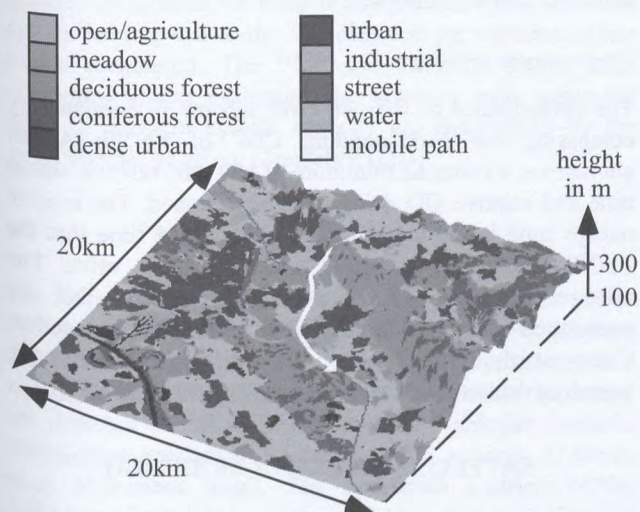 open/agriculture
meadow
deciduous forest
coniferous forest
dense urban
urban
industrial
street
water
mobile path
height
in m
300
100
20km
20km